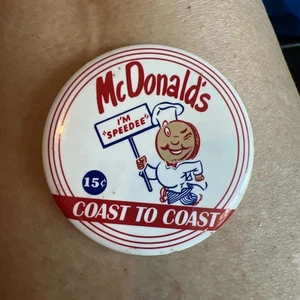 McDonald's
I'M
"SPEEDEE"
15¢
COAST TO COAST